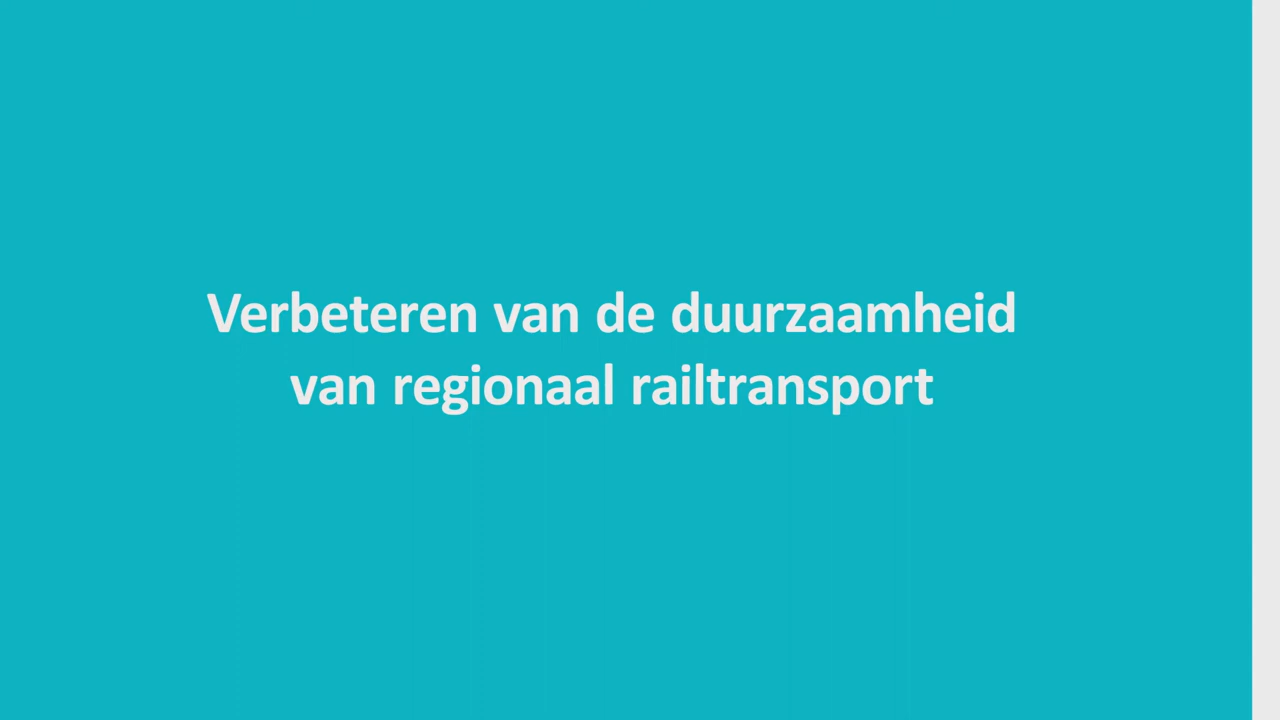 Verbeteren van de duurzaamheid
van regionaal railtransport